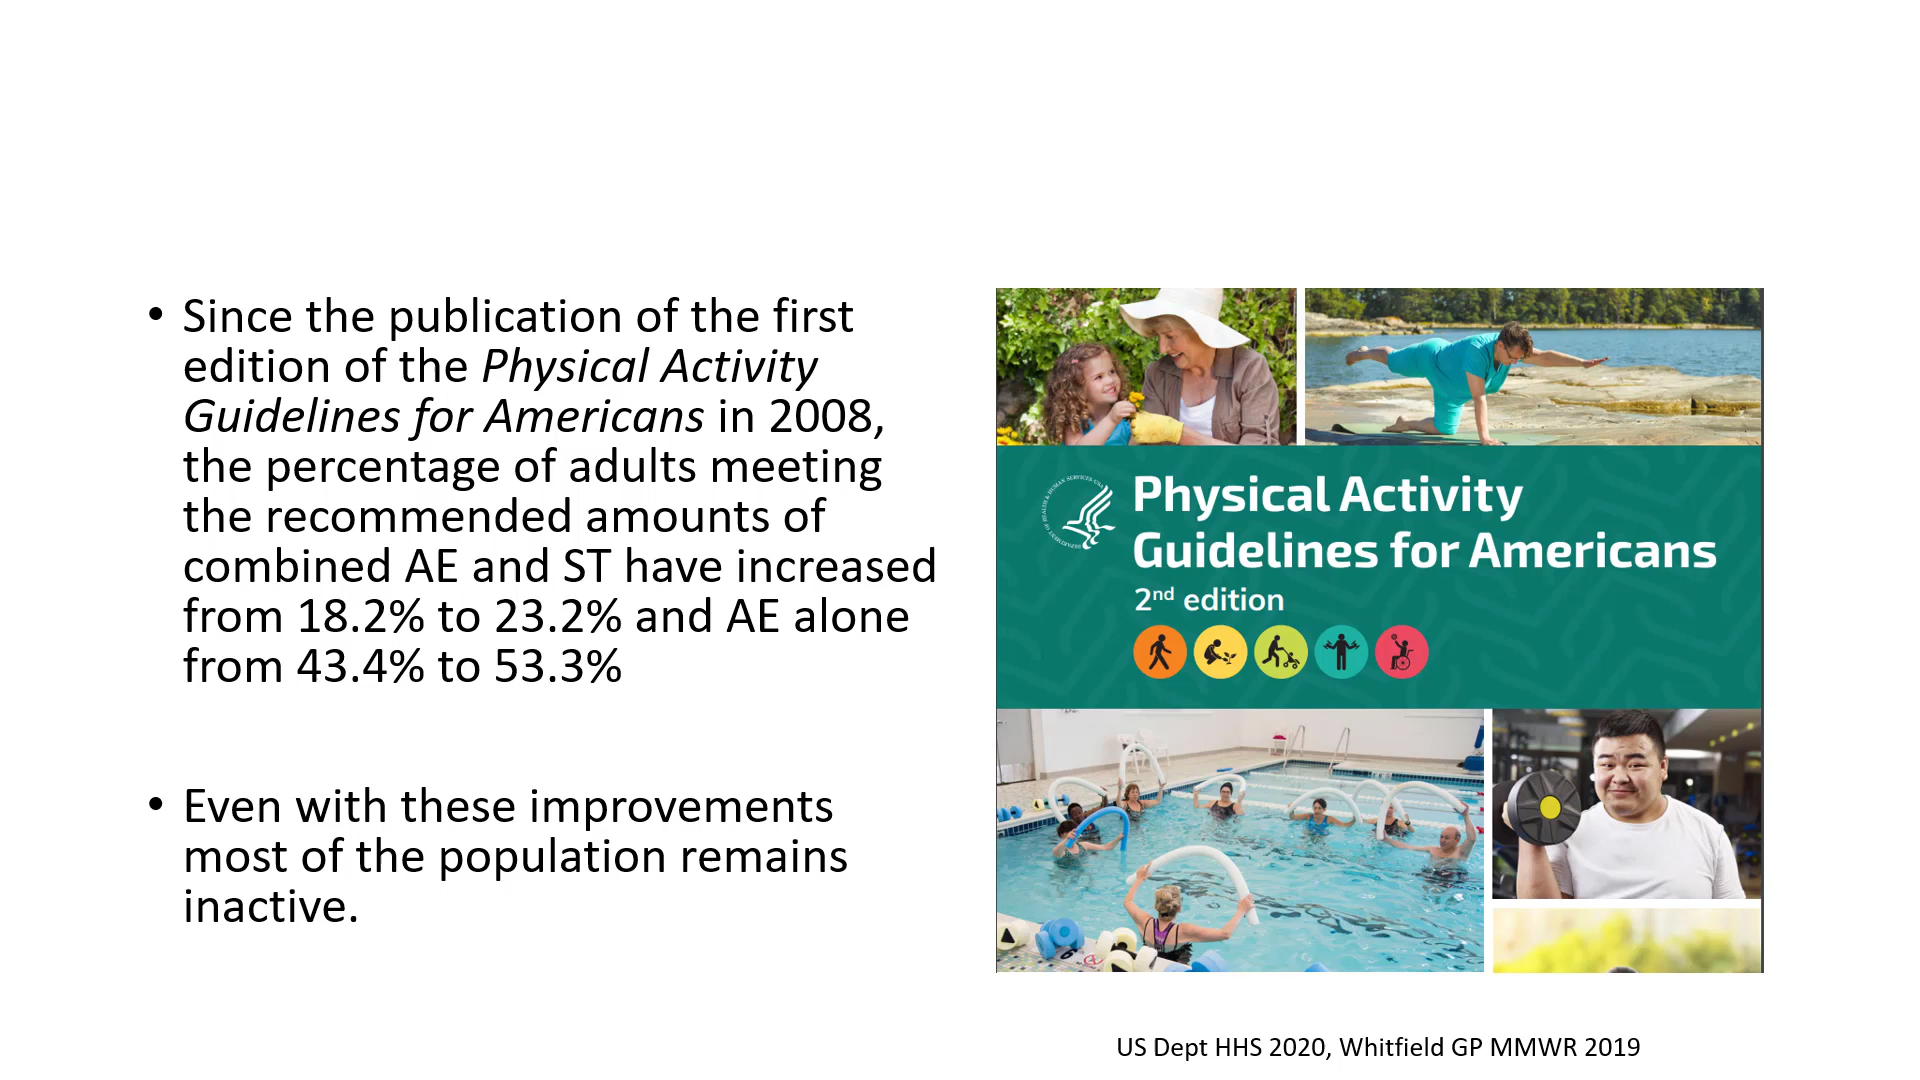 • Since the publication of the first
edition of the Physical Activity
Guidelines for Americans in 2008,
the percentage of adults meeting
the recommended amounts of
combined AE and ST have increased
from 18.2% to 23.2% and AE alone
from 43.4% to 53.3%
• Even with these improvements
most of the population remains
inactive.
Physical Activity
Guidelines for Americans
2nd edition
US Dept HHS 2020, Whitfield GP MMWR 2019